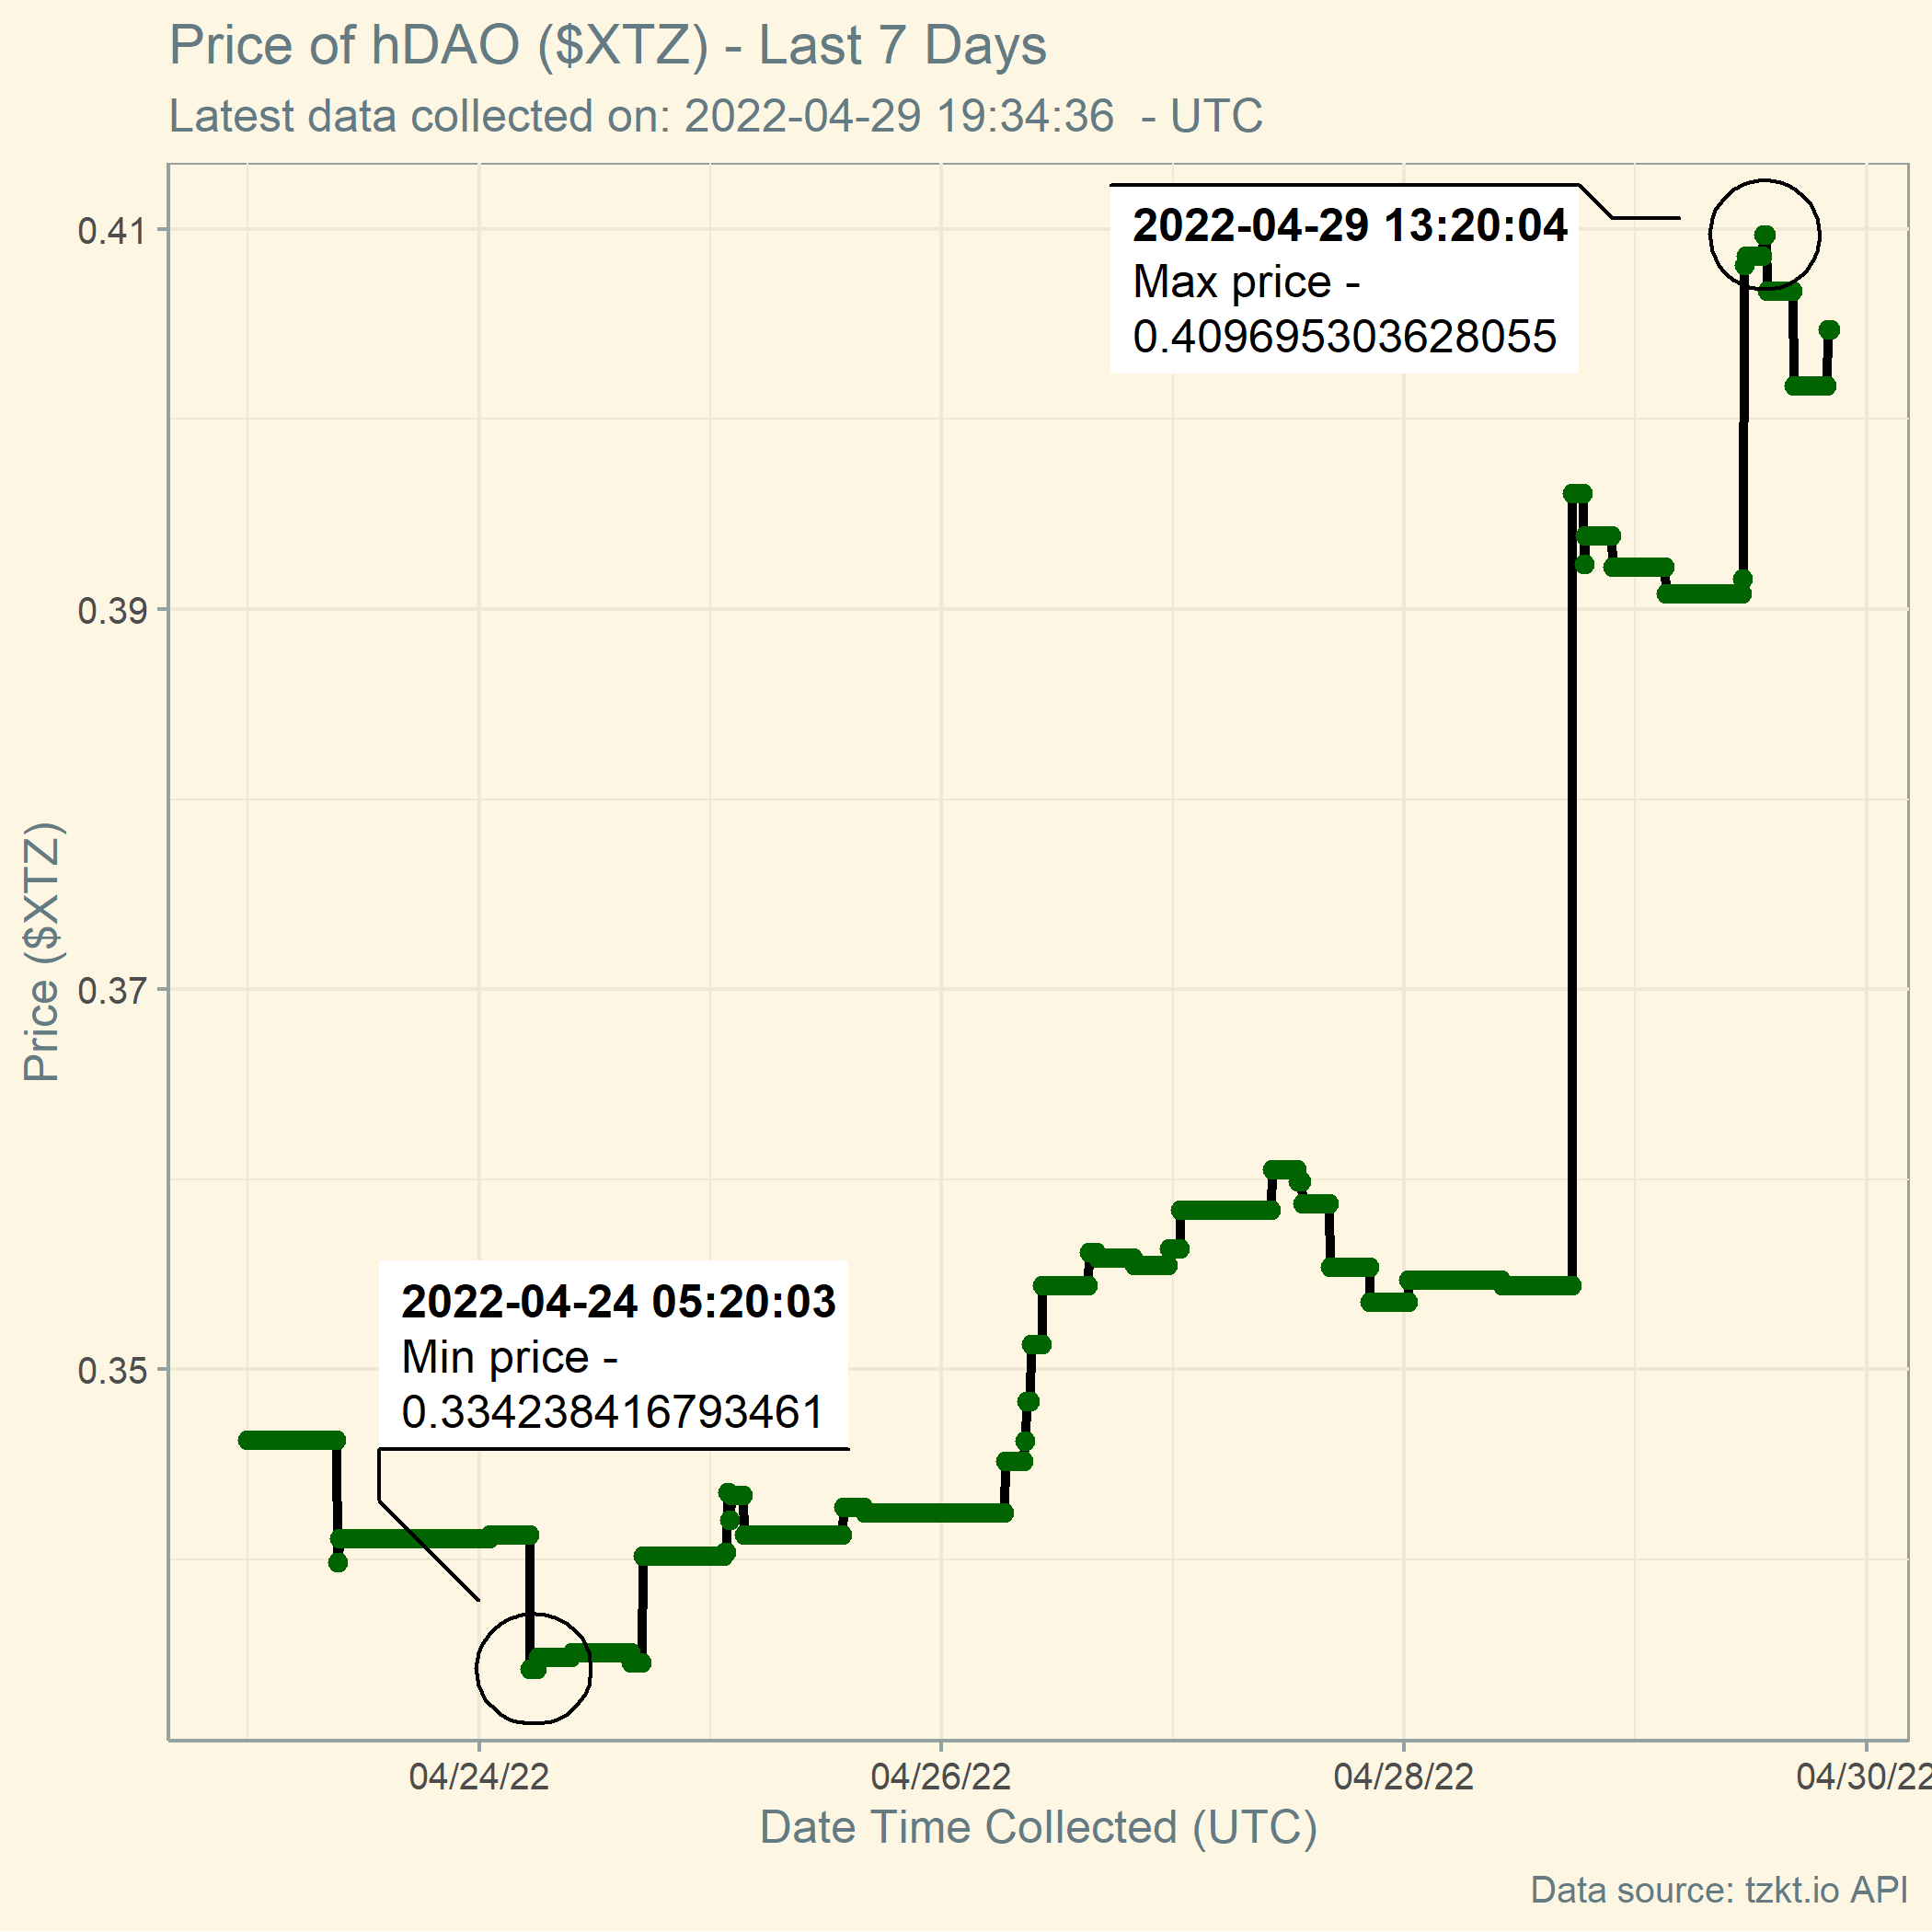 Price of hDAO ($XTZ) - Last 7 Days
Latest data collected on: 2022-04-29 19:34:36  - UTC
Price ($XTZ)
0.41
0.39
0.37
0.35
2022-04-29 13:20:04
Max price -
0.409695303628055
2022-04-24 05:20:03
Min price -
0.334238416793461
04/24/22
04/26/22
04/28/22
04/30/22
Date Time Collected (UTC)
Data source: tzkt.io API